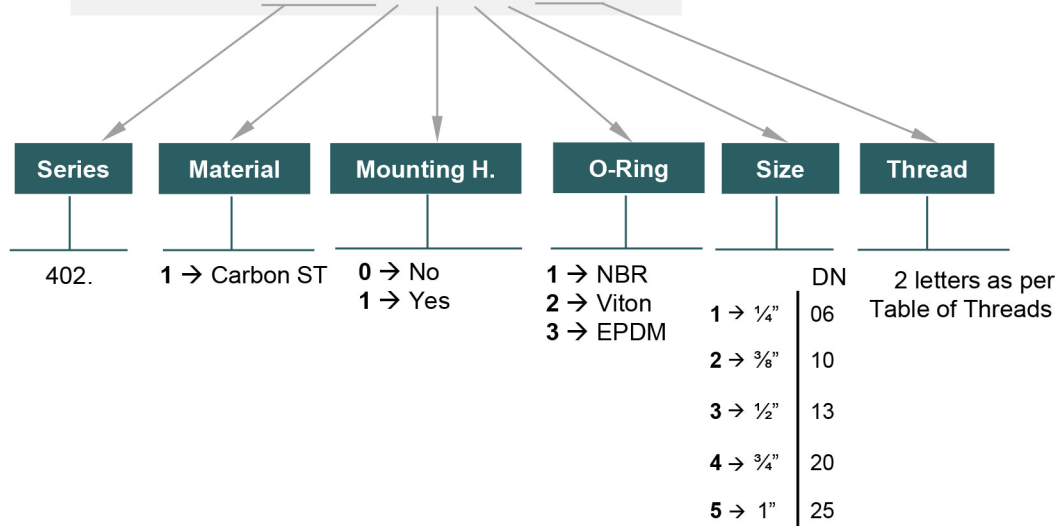 Series
Material
Mounting H.
O-Ring
Size
Thread
402.
1 → Carbon ST
0 → No
1 → Yes
1 → NBR
2 → Viton
3 → EPDM
DN
1 → ¼” 06
2 → ⅜” 10
3 → ½” 13
4 → ¾” 20
5 → 1” 25
2 letters as per
Table of Threads